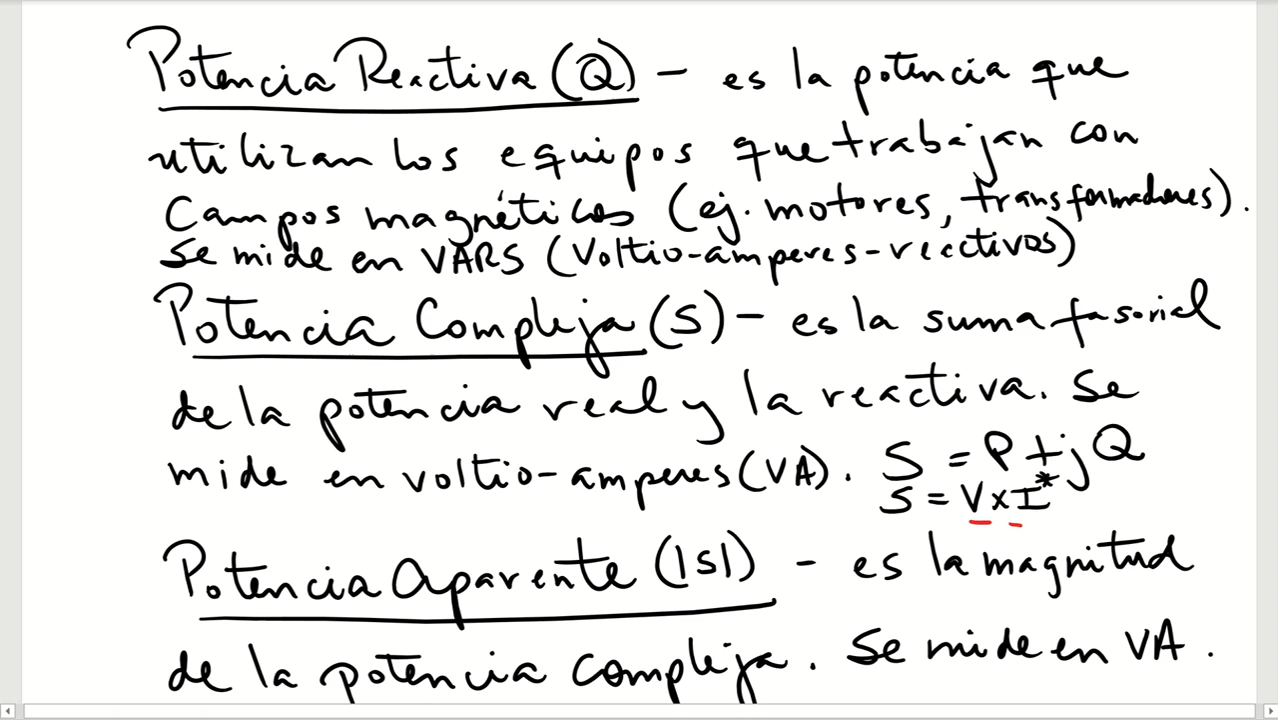 Potencia Reactiva (Q) - es la potencia que
utilizan los equipos que trabajan con
Campos magnéticos (ej. motores, transformadores).
Se mide en VARS (Voltio-amperes-reactivos)
Potencia Compleja (S) - es la suma fasorial
de la potencia real y la reactiva. Se
mide en voltio-amperes (VA). S = P + jQ
S = V x I*
Potencia Aparente (|S|) - es la magnitud
de la potencia compleja. Se mide en VA.